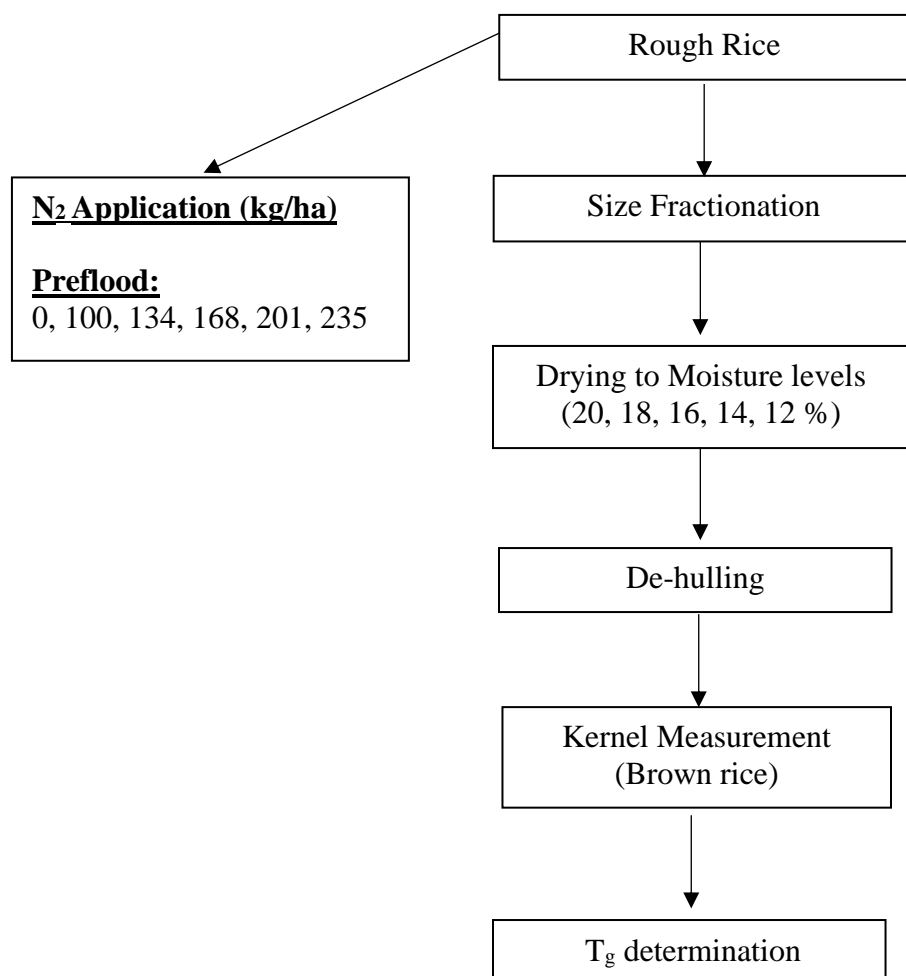 Rough Rice
N₂ Application (kg/ha)
Preflood:
0, 100, 134, 168, 201, 235
Size Fractionation
Drying to Moisture levels
(20, 18, 16, 14, 12 %)
De-hulling
Kernel Measurement
(Brown rice)
Tg determination